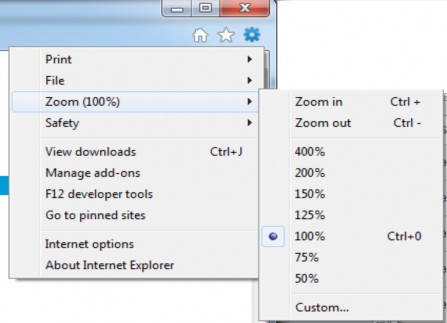 Print
File
Zoom (100%)
Safety
View downloads Ctrl+J
Manage add-ons
F12 developer tools
Go to pinned sites
Internet options
About Internet Explorer
Zoom in Ctrl +
Zoom out Ctrl -
400%
200%
150%
125%
100% Ctrl+0
75%
50%
Custom...